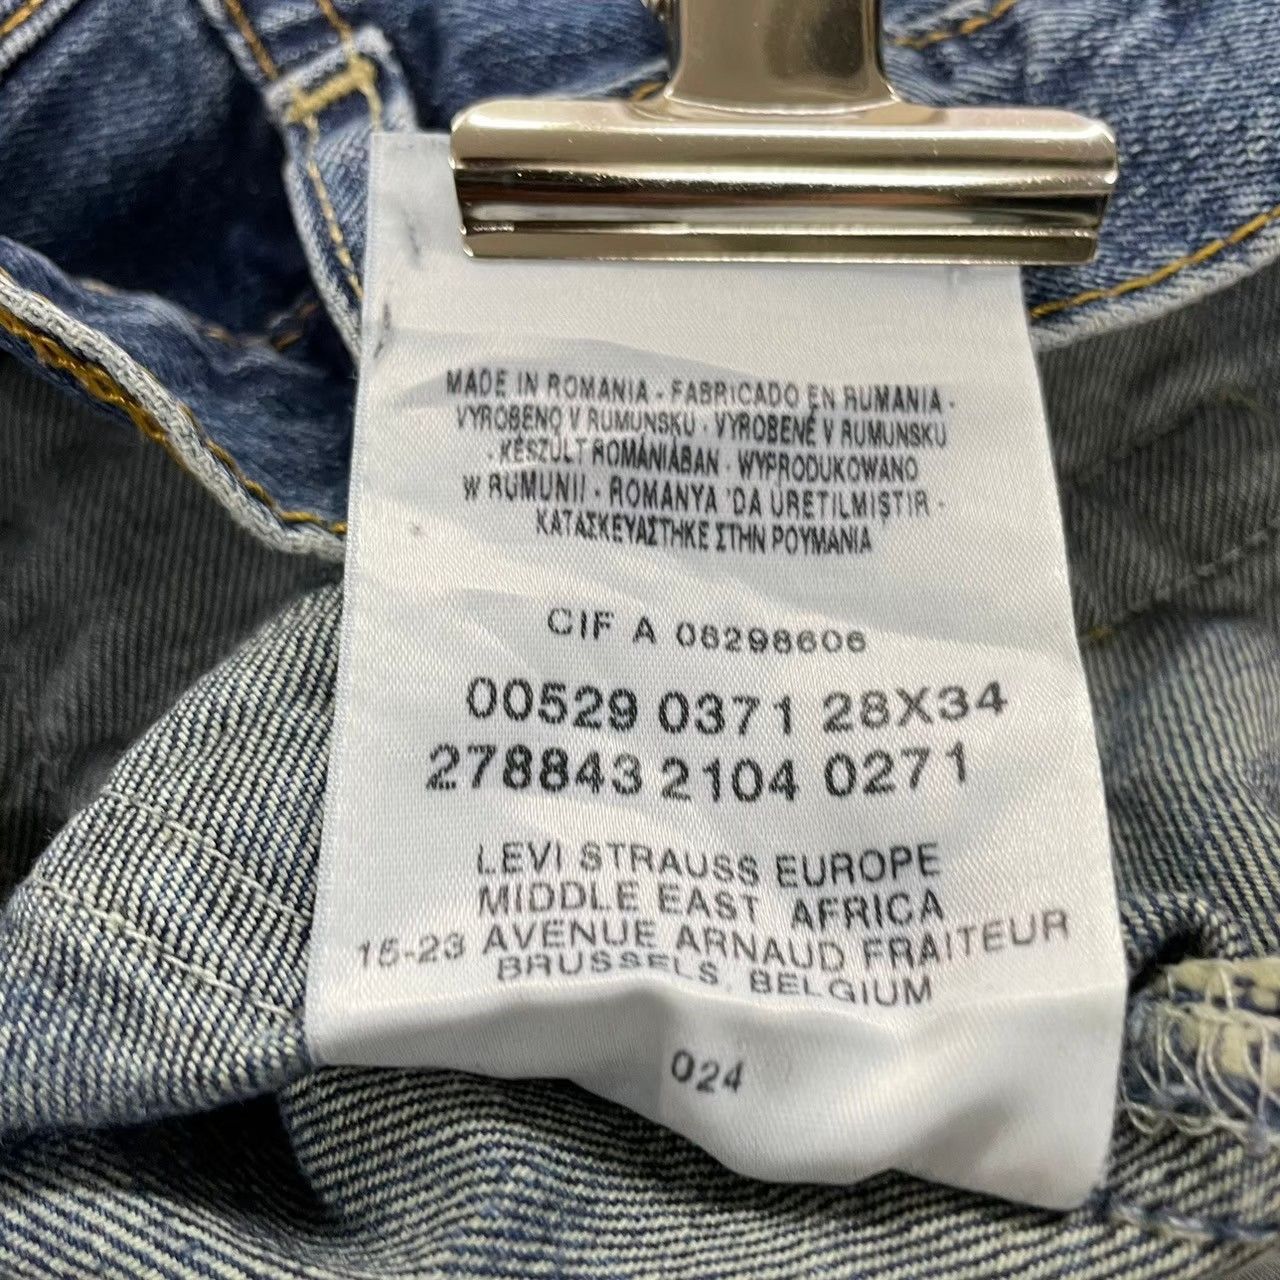 MADE IN ROMANIA - FABRICADO EN RUMANIA -
VYROBENO V RUMUNSKU - VYROBENÉ V RUMUNSKU
- KÉSZÜLT ROMÁNIÁBAN - WYPRODUKOWANO
W RUMUNII - ROMANYA 'DA ÜRETILMIŞTIR -
ΚΑΤΑΣΚΕΥΑΣΤΗΚΕ ΣΤΗΝ ΡΟΥΜΑΝΙΑ
CIF A 08298606
00529 0371 28X34
278843 2104 0271
LEVI STRAUSS EUROPE
MIDDLE EAST AFRICA
15-23 AVENUE ARNAUD FRAITEUR
BRUSSELS, BELGIUM
024